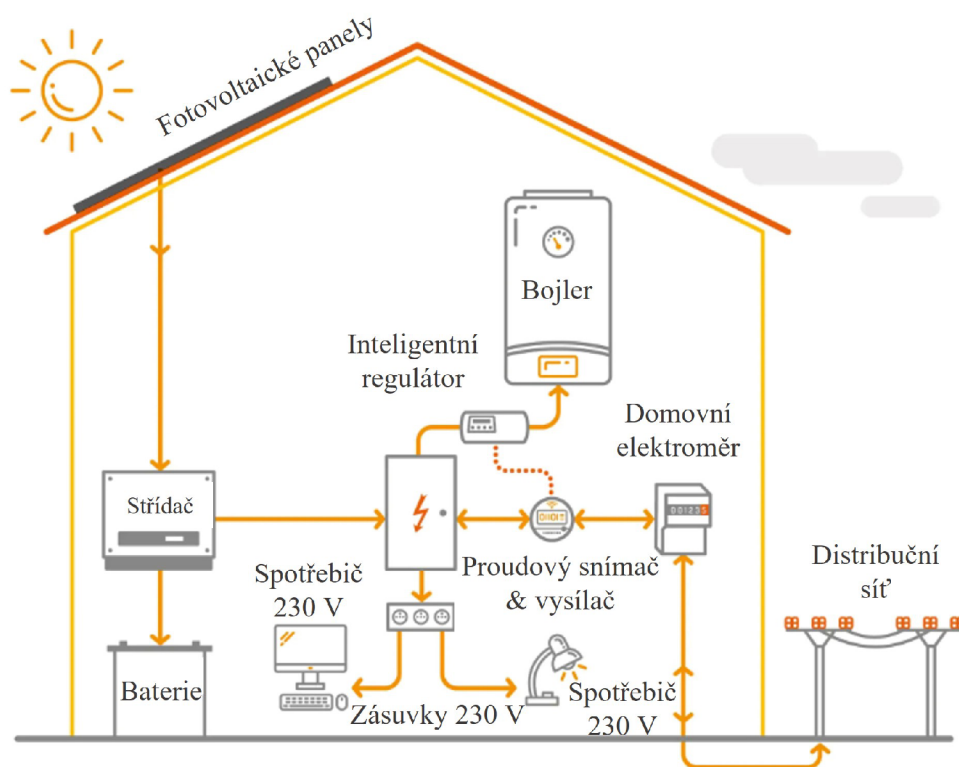 Fotovoltaické panely
Bojler
Inteligentní
regulátor
Domovní
elektroměr
Střídač
001235
Proudový snímač
& vysílač
Distribuční
síť
Spotřebič
230 V
Baterie
Zásuvky 230 V
Spotřebič
230 V